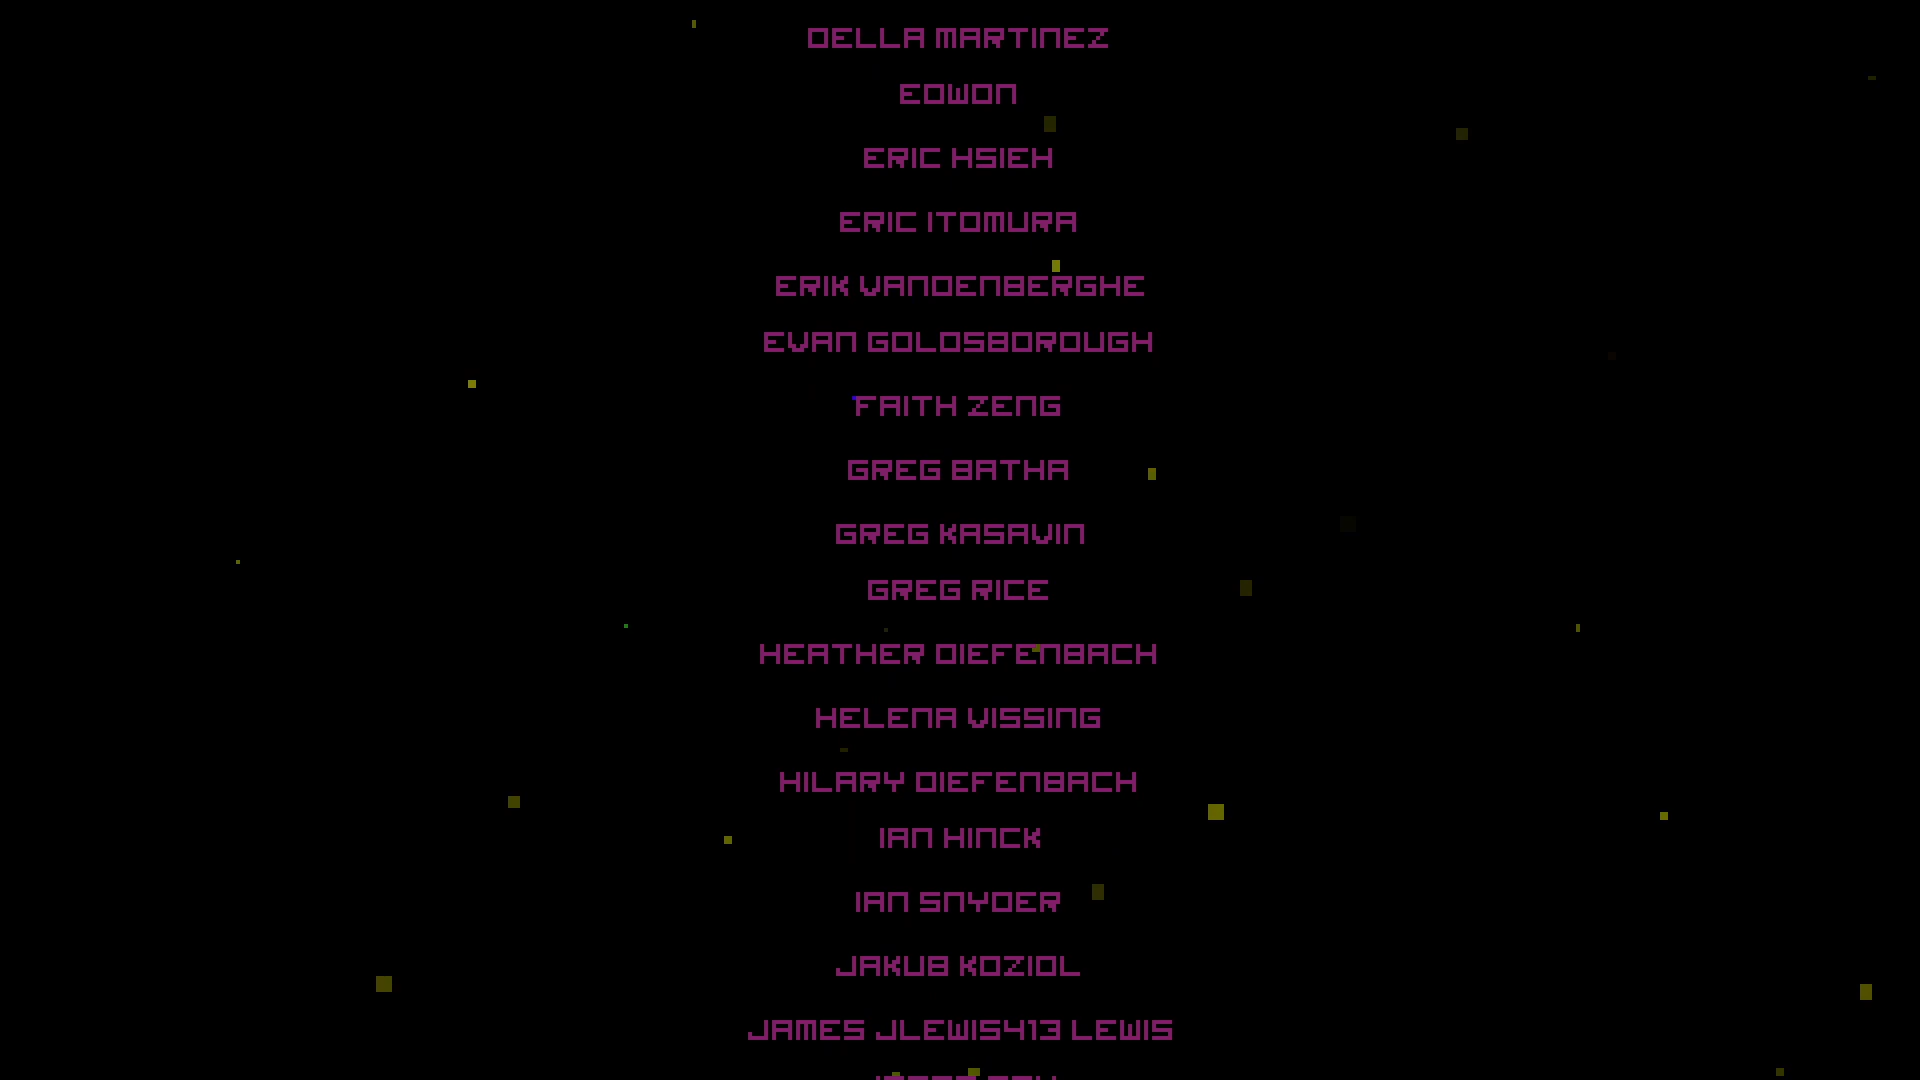 DELLA MARTINEZ
EDWON
ERIC HSIEH
ERIC ITOMURA
ERIK VANDENBERGHE
EVAN GOLDSBOROUGH
FAITH ZENG
GREG BATHA
GREG KASAVIN
GREG RICE
HEATHER DIEFENBACH
HELENA VISSING
HILARY DIEFENBACH
IAN HINCK
IAN SNYDER
JAKUB KOZIOL
JAMES JLEWIS413 LEWIS